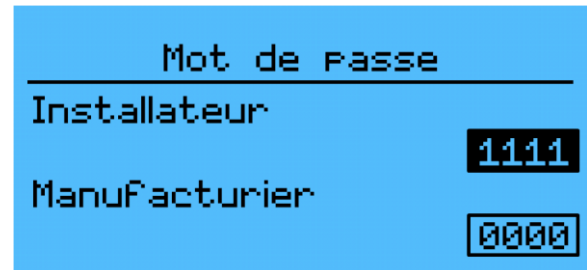 Mot de passe
Installateur
1111
Manufacturier
0000